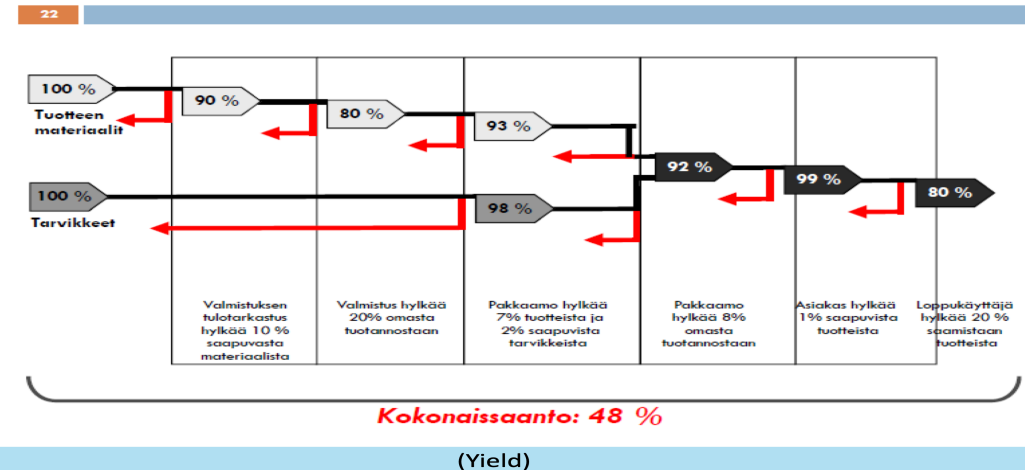 22
100 %
Tuotteen
materiaalit
90 %
80 %
93 %
92 %
99 %
80 %
100 %
Tarvikkeet
98 %
Valmistuksen
tulotarkastus
hylkää 10 %
saapuvasta
materiaalista
Valmistus hylkää
20% omasta
tuotannostaan
Pakkaamo hylkää
7% tuotteista ja
2% saapuvista
tarvikkeista
Pakkaamo
hylkää 8%
omasta
tuotannostaan
Asiakas hylkää
1% saapuvista
tuotteista
Loppukäyttäjä
hylkää 20 %
saamistaan
tuotteista
Kokonaissaanto: 48 %
(Yield)